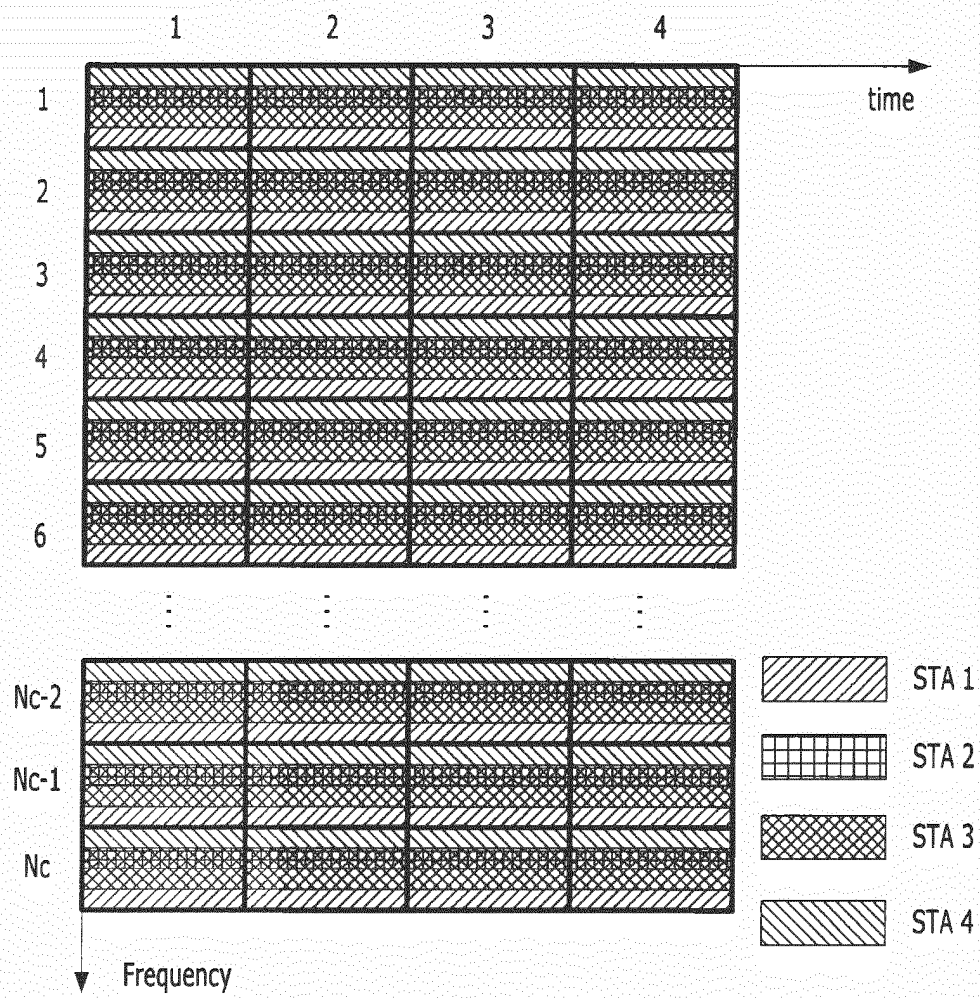 1 2 3 4
time
1
2
3
4
5
6
Nc-2
Nc-1
Nc
STA 1
STA 2
STA 3
STA 4
Frequency